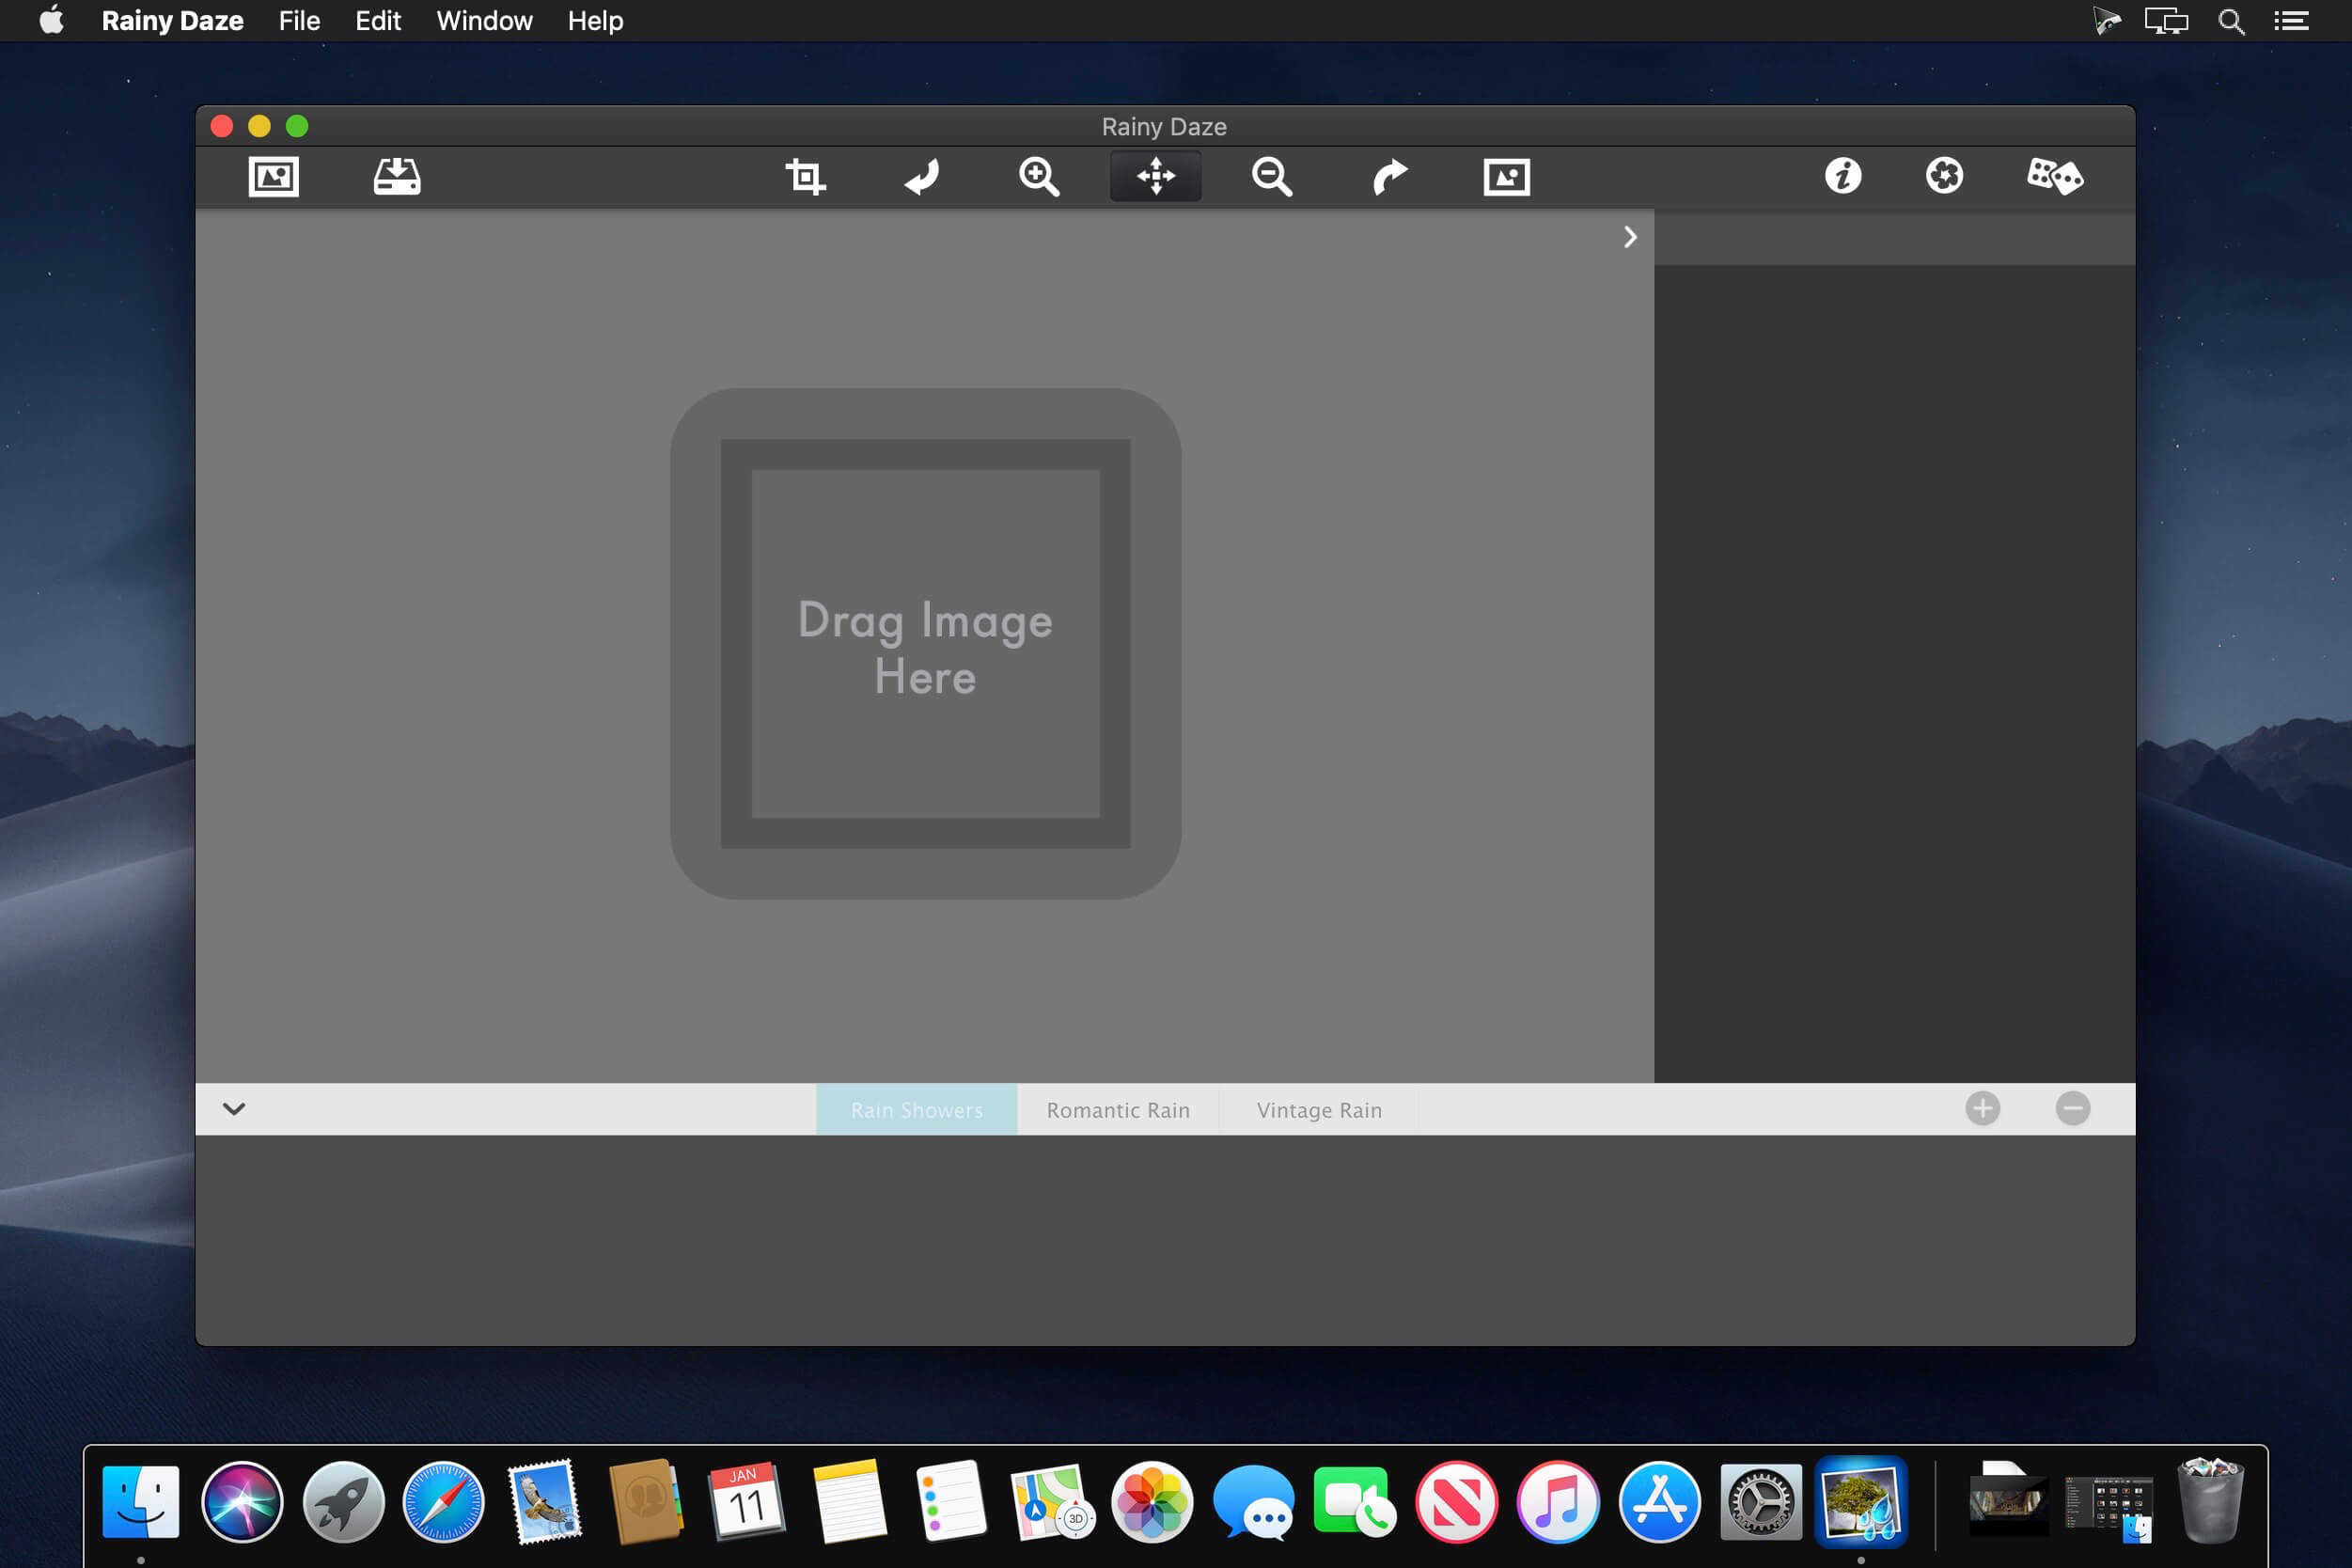 Rainy Daze File Edit Window Help
Rainy Daze
Drag Image
Here
Rain Showers Romantic Rain Vintage Rain
JAN
11
3D